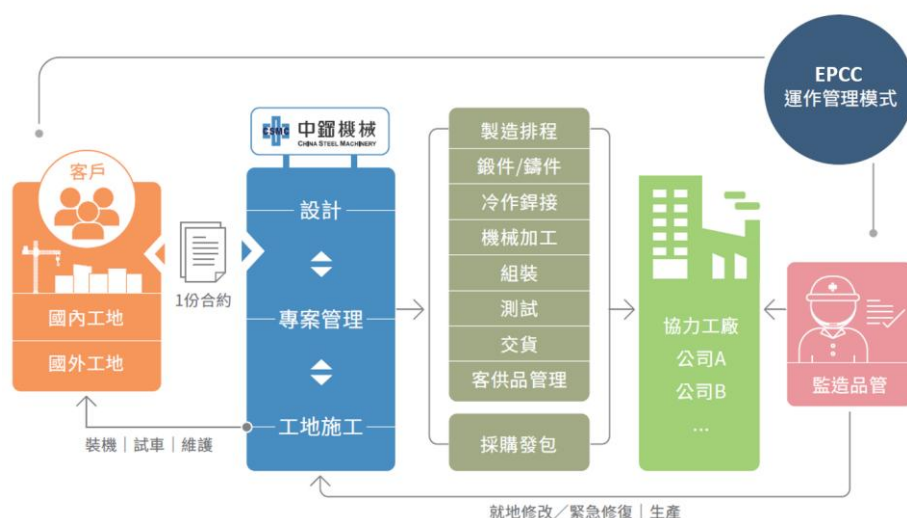 EPCC
運作管理模式
CSMC 中鋼機械
CHINA STEEL MACHINERY
客戶
國內工地
國外工地
1份合約
設計
專案管理
工地施工
裝機｜試車｜維護
製造排程
鍛件/鑄件
冷作銲接
機械加工
組裝
測試
交貨
客供品管理
採購發包
協力工廠
公司A
公司B
...
監造品管
就地修改／緊急修復｜生產